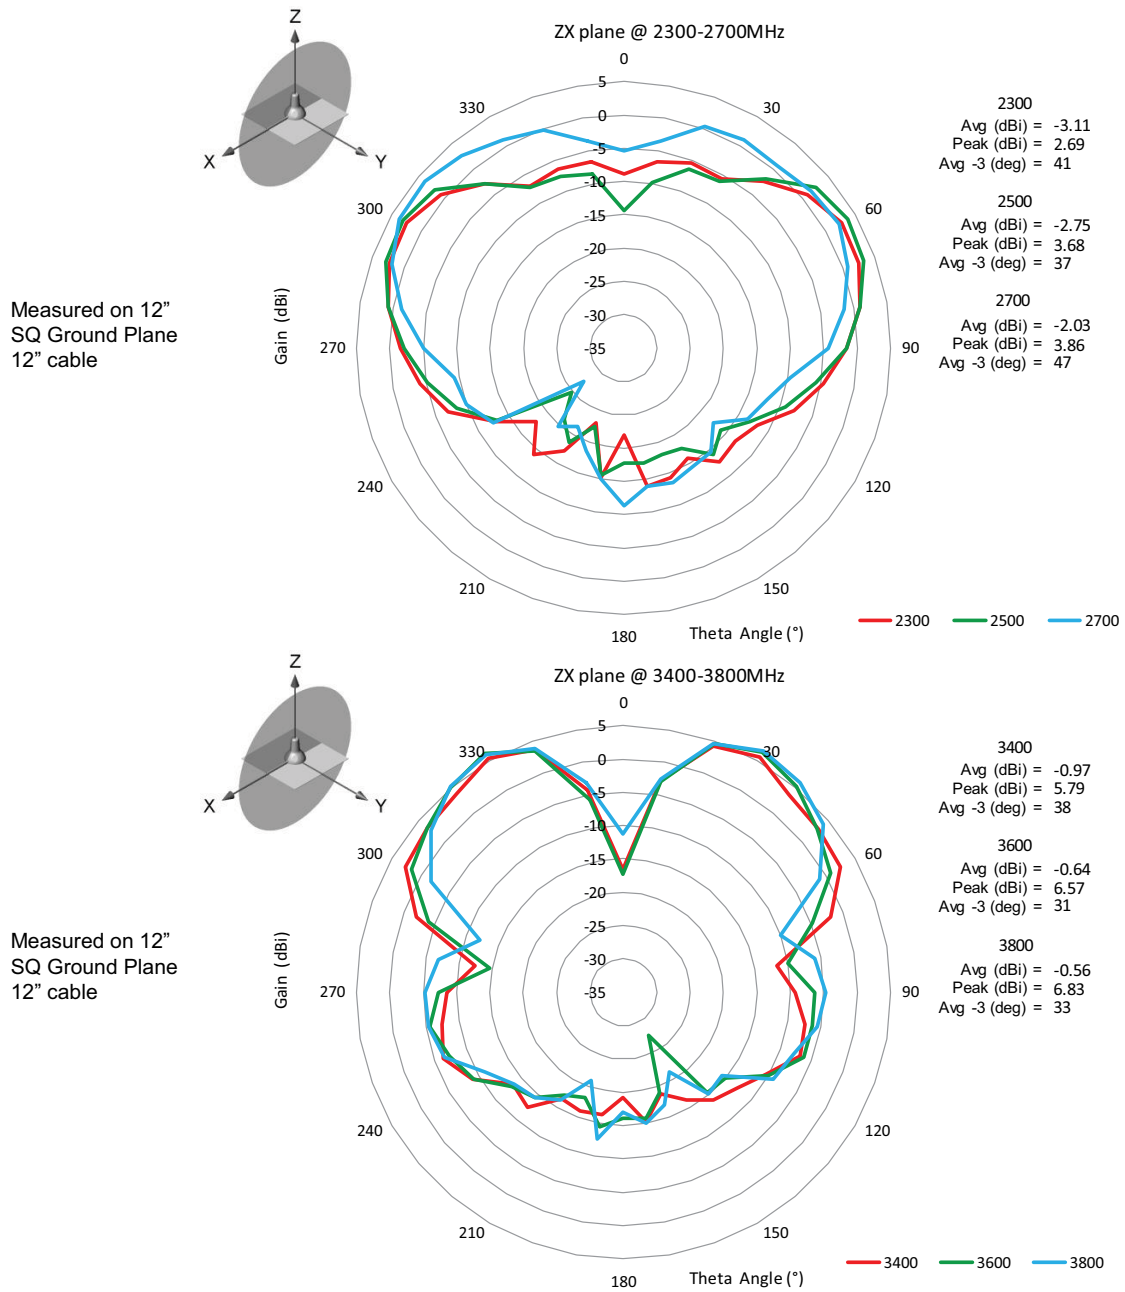 ZX plane @ 2300-2700MHz
Z
X
Y
0
30
60
90
120
150
180
210
240
270
300
330
5
0
-5
-10
-15
-20
-25
-30
-35
Gain (dBi)
Theta Angle (°)
Measured on 12”
SQ Ground Plane
12” cable
2300
Avg (dBi) = -3.11
Peak (dBi) = 2.69
Avg -3 (deg) = 41
2500
Avg (dBi) = -2.75
Peak (dBi) = 3.68
Avg -3 (deg) = 37
2700
Avg (dBi) = -2.03
Peak (dBi) = 3.86
Avg -3 (deg) = 47
2300 2500 2700
ZX plane @ 3400-3800MHz
Z
X
Y
0
30
60
90
120
150
180
210
240
270
300
330
5
0
-5
-10
-15
-20
-25
-30
-35
Gain (dBi)
Theta Angle (°)
Measured on 12”
SQ Ground Plane
12” cable
3400
Avg (dBi) = -0.97
Peak (dBi) = 5.79
Avg -3 (deg) = 38
3600
Avg (dBi) = -0.64
Peak (dBi) = 6.57
Avg -3 (deg) = 31
3800
Avg (dBi) = -0.56
Peak (dBi) = 6.83
Avg -3 (deg) = 33
3400 3600 3800